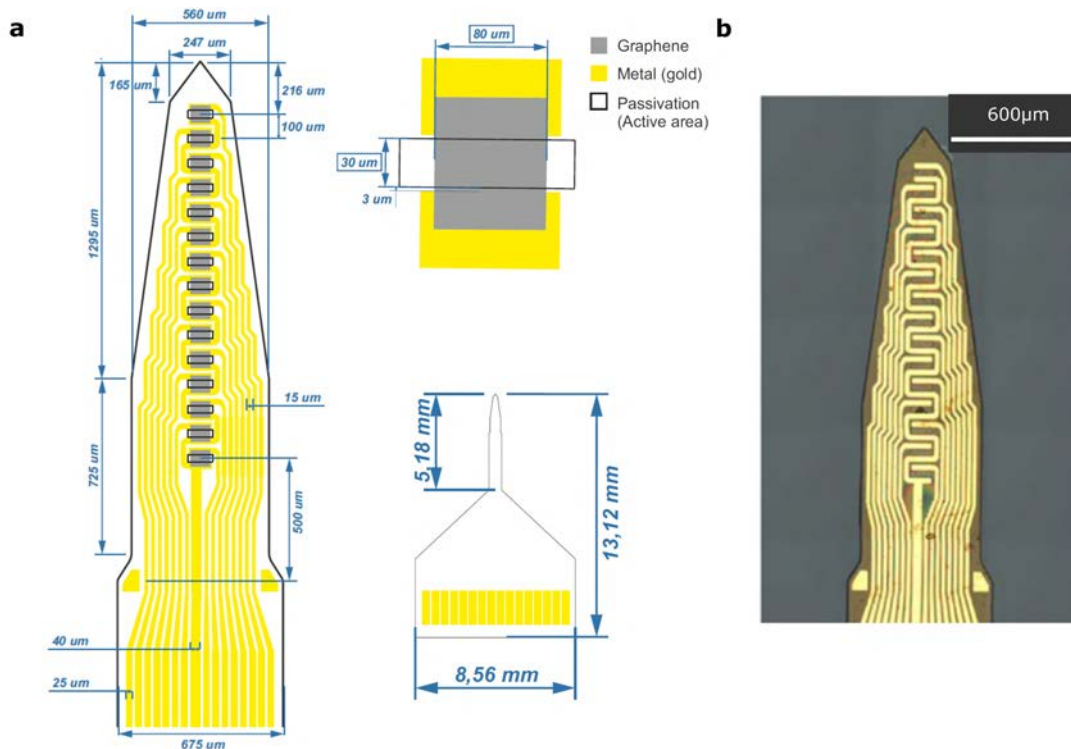 a
560 um
247 um
165 um
216 um
100 um
1295 um
15 um
725 um
500 um
40 um
25 um
675 um
80 um
30 um
3 um
Graphene
Metal (gold)
Passivation
(Active area)
5,18 mm
13,12 mm
8,56 mm
b
600µm